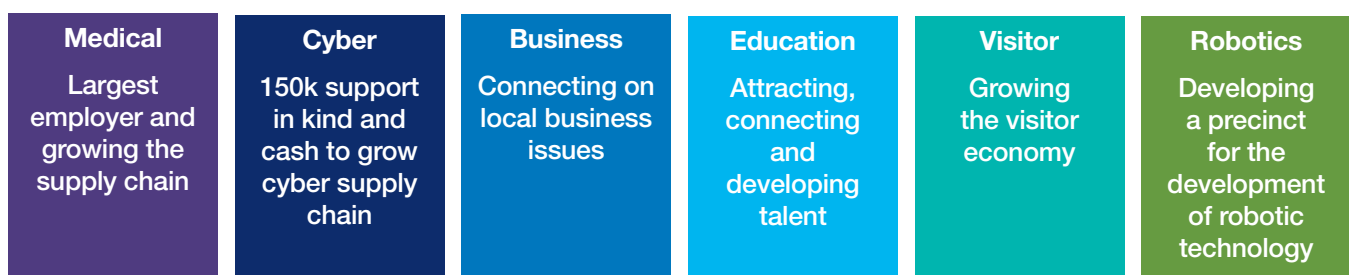 Medical
Largest
employer and
growing the
supply chain
Cyber
150k support
in kind and
cash to grow
cyber supply
chain
Business
Connecting on
local business
issues
Education
Attracting,
connecting
and
developing
talent
Visitor
Growing
the visitor
economy
Robotics
Developing
a precinct
for the
development
of robotic
technology